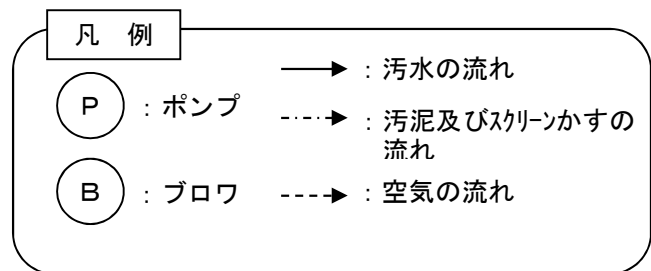 凡 例
P : ポンプ
: 汚水の流れ
: 汚泥及びスクリーンかすの
流れ
B : ブロワ
: 空気の流れ